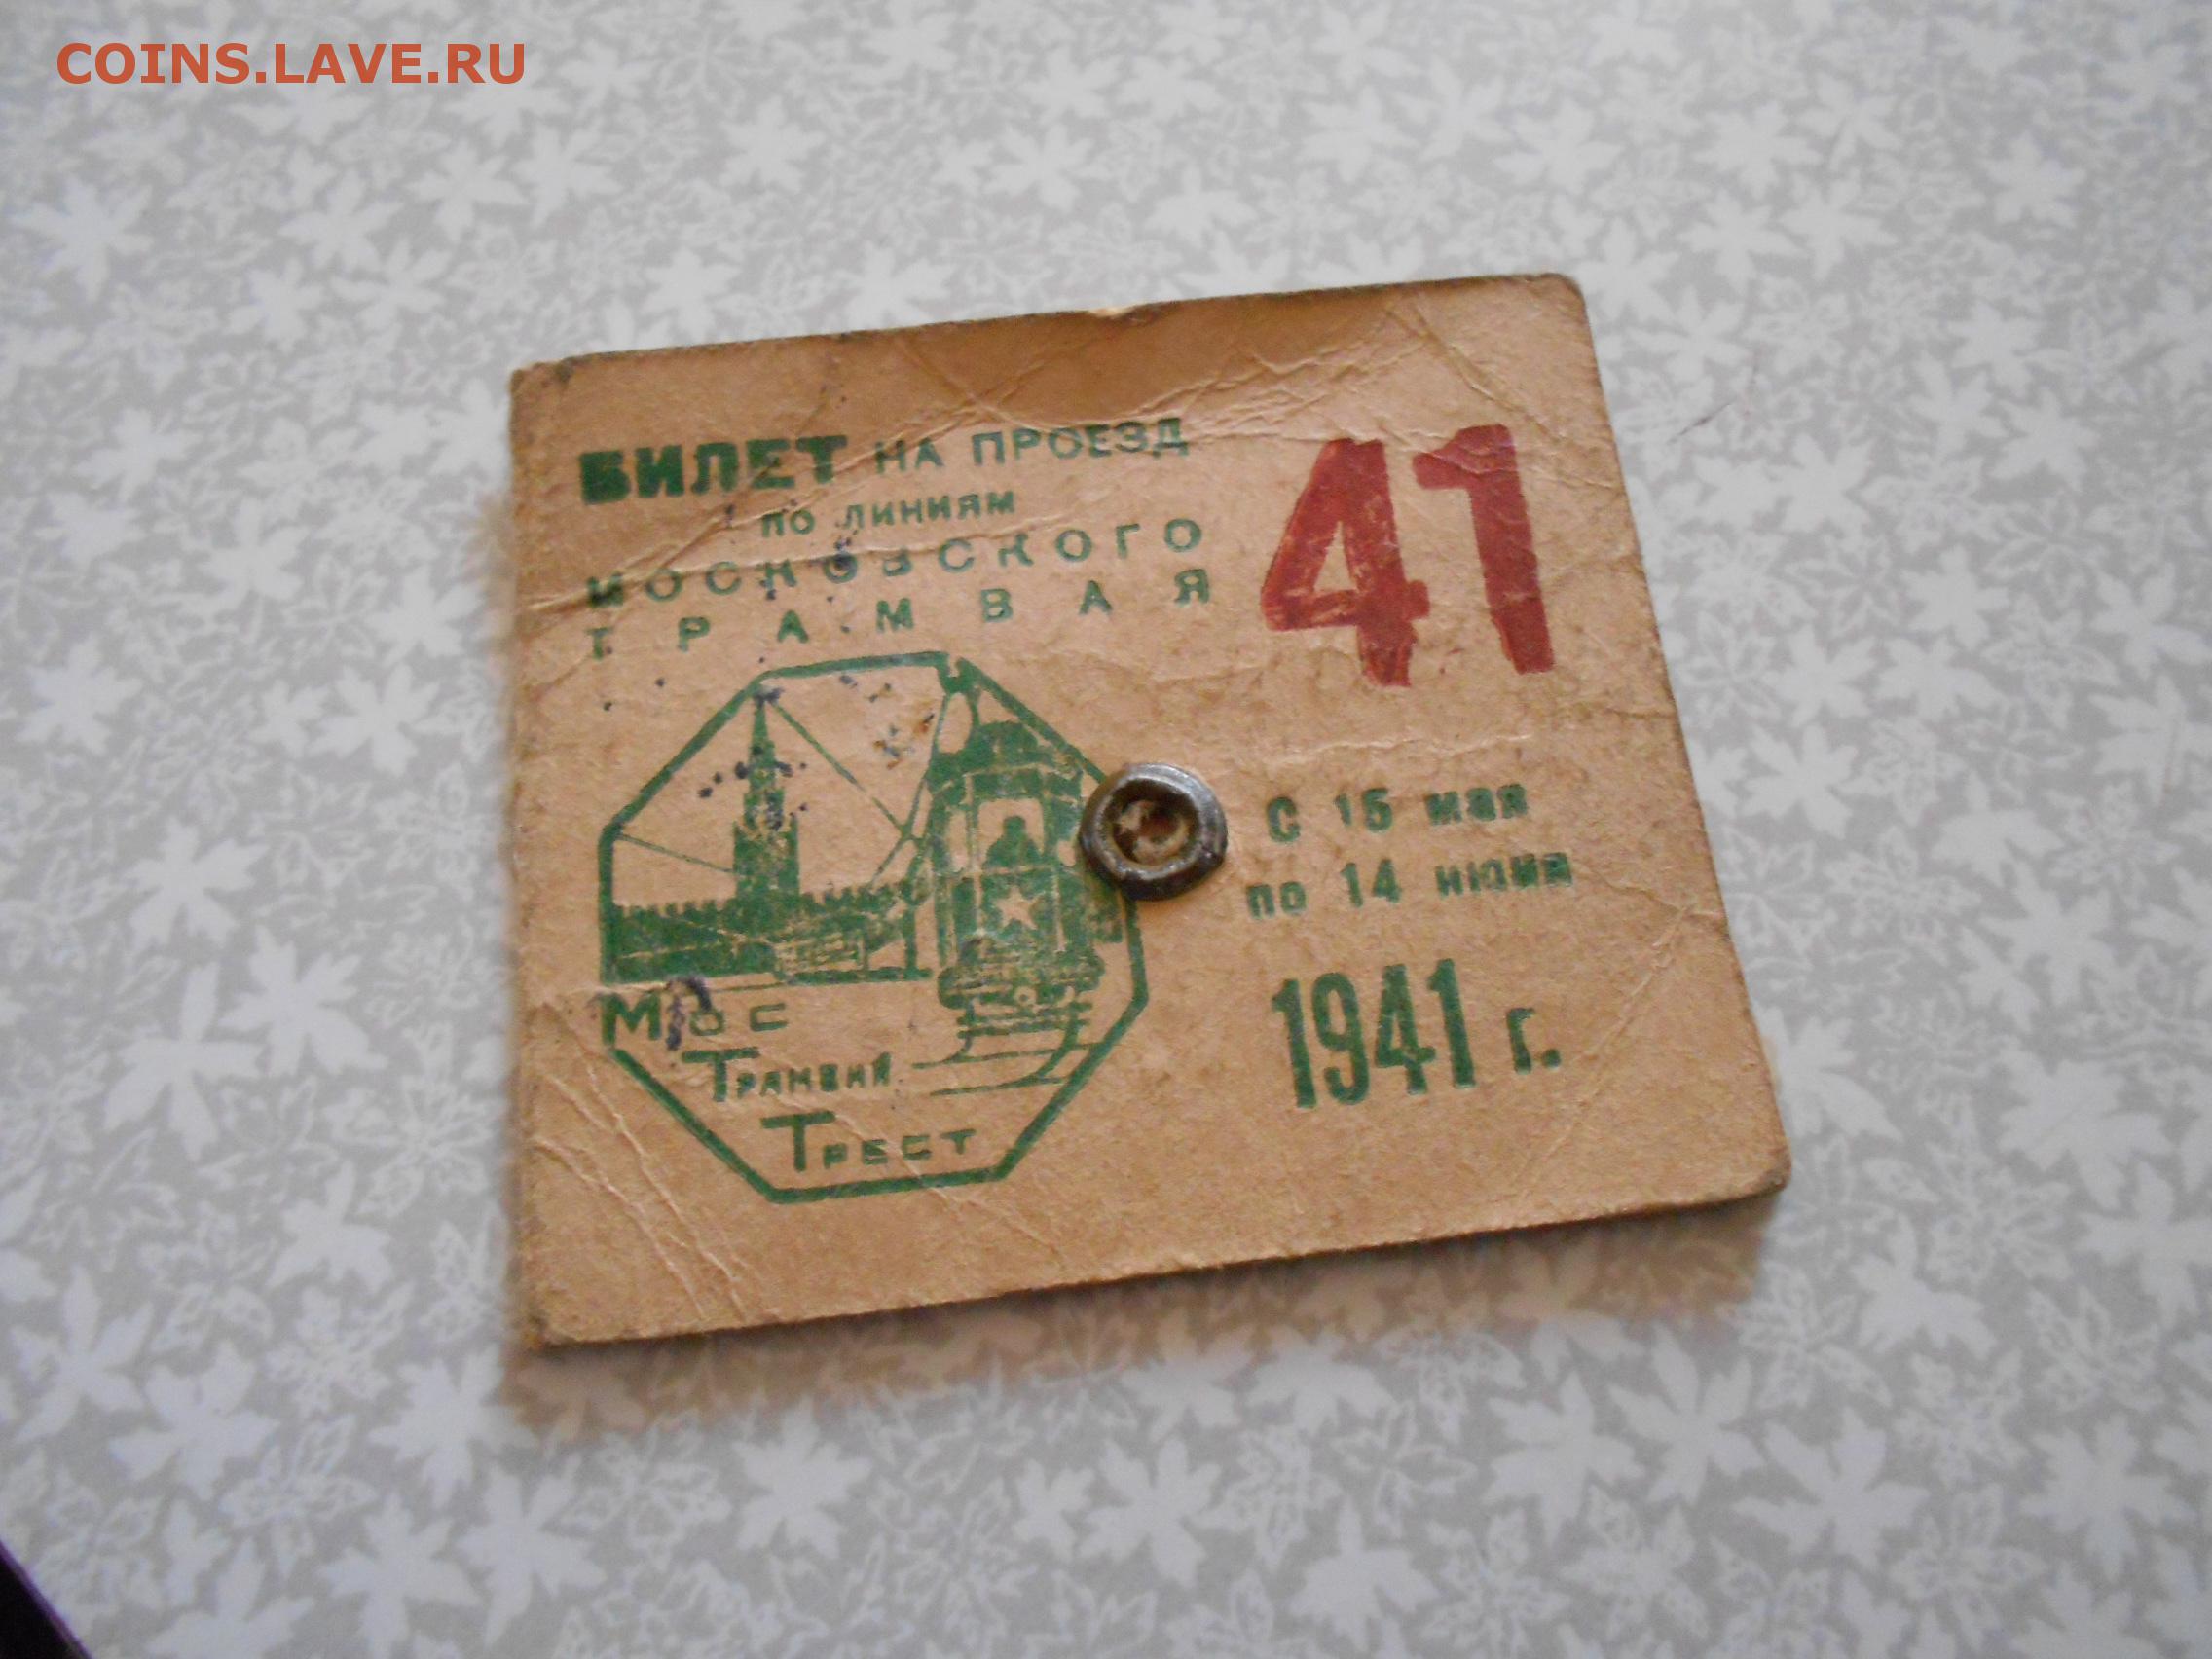 COINS.LAVE.RU
БИЛЕТ НА ПРОЕЗД
ПО ЛИНИЯМ
МОСКОВСКОГО
ТРАМВАЯ
41
С 15 мая
по 14 июня
1941 г.
МОС
ТРАМВАЙ
ТРЕСТ